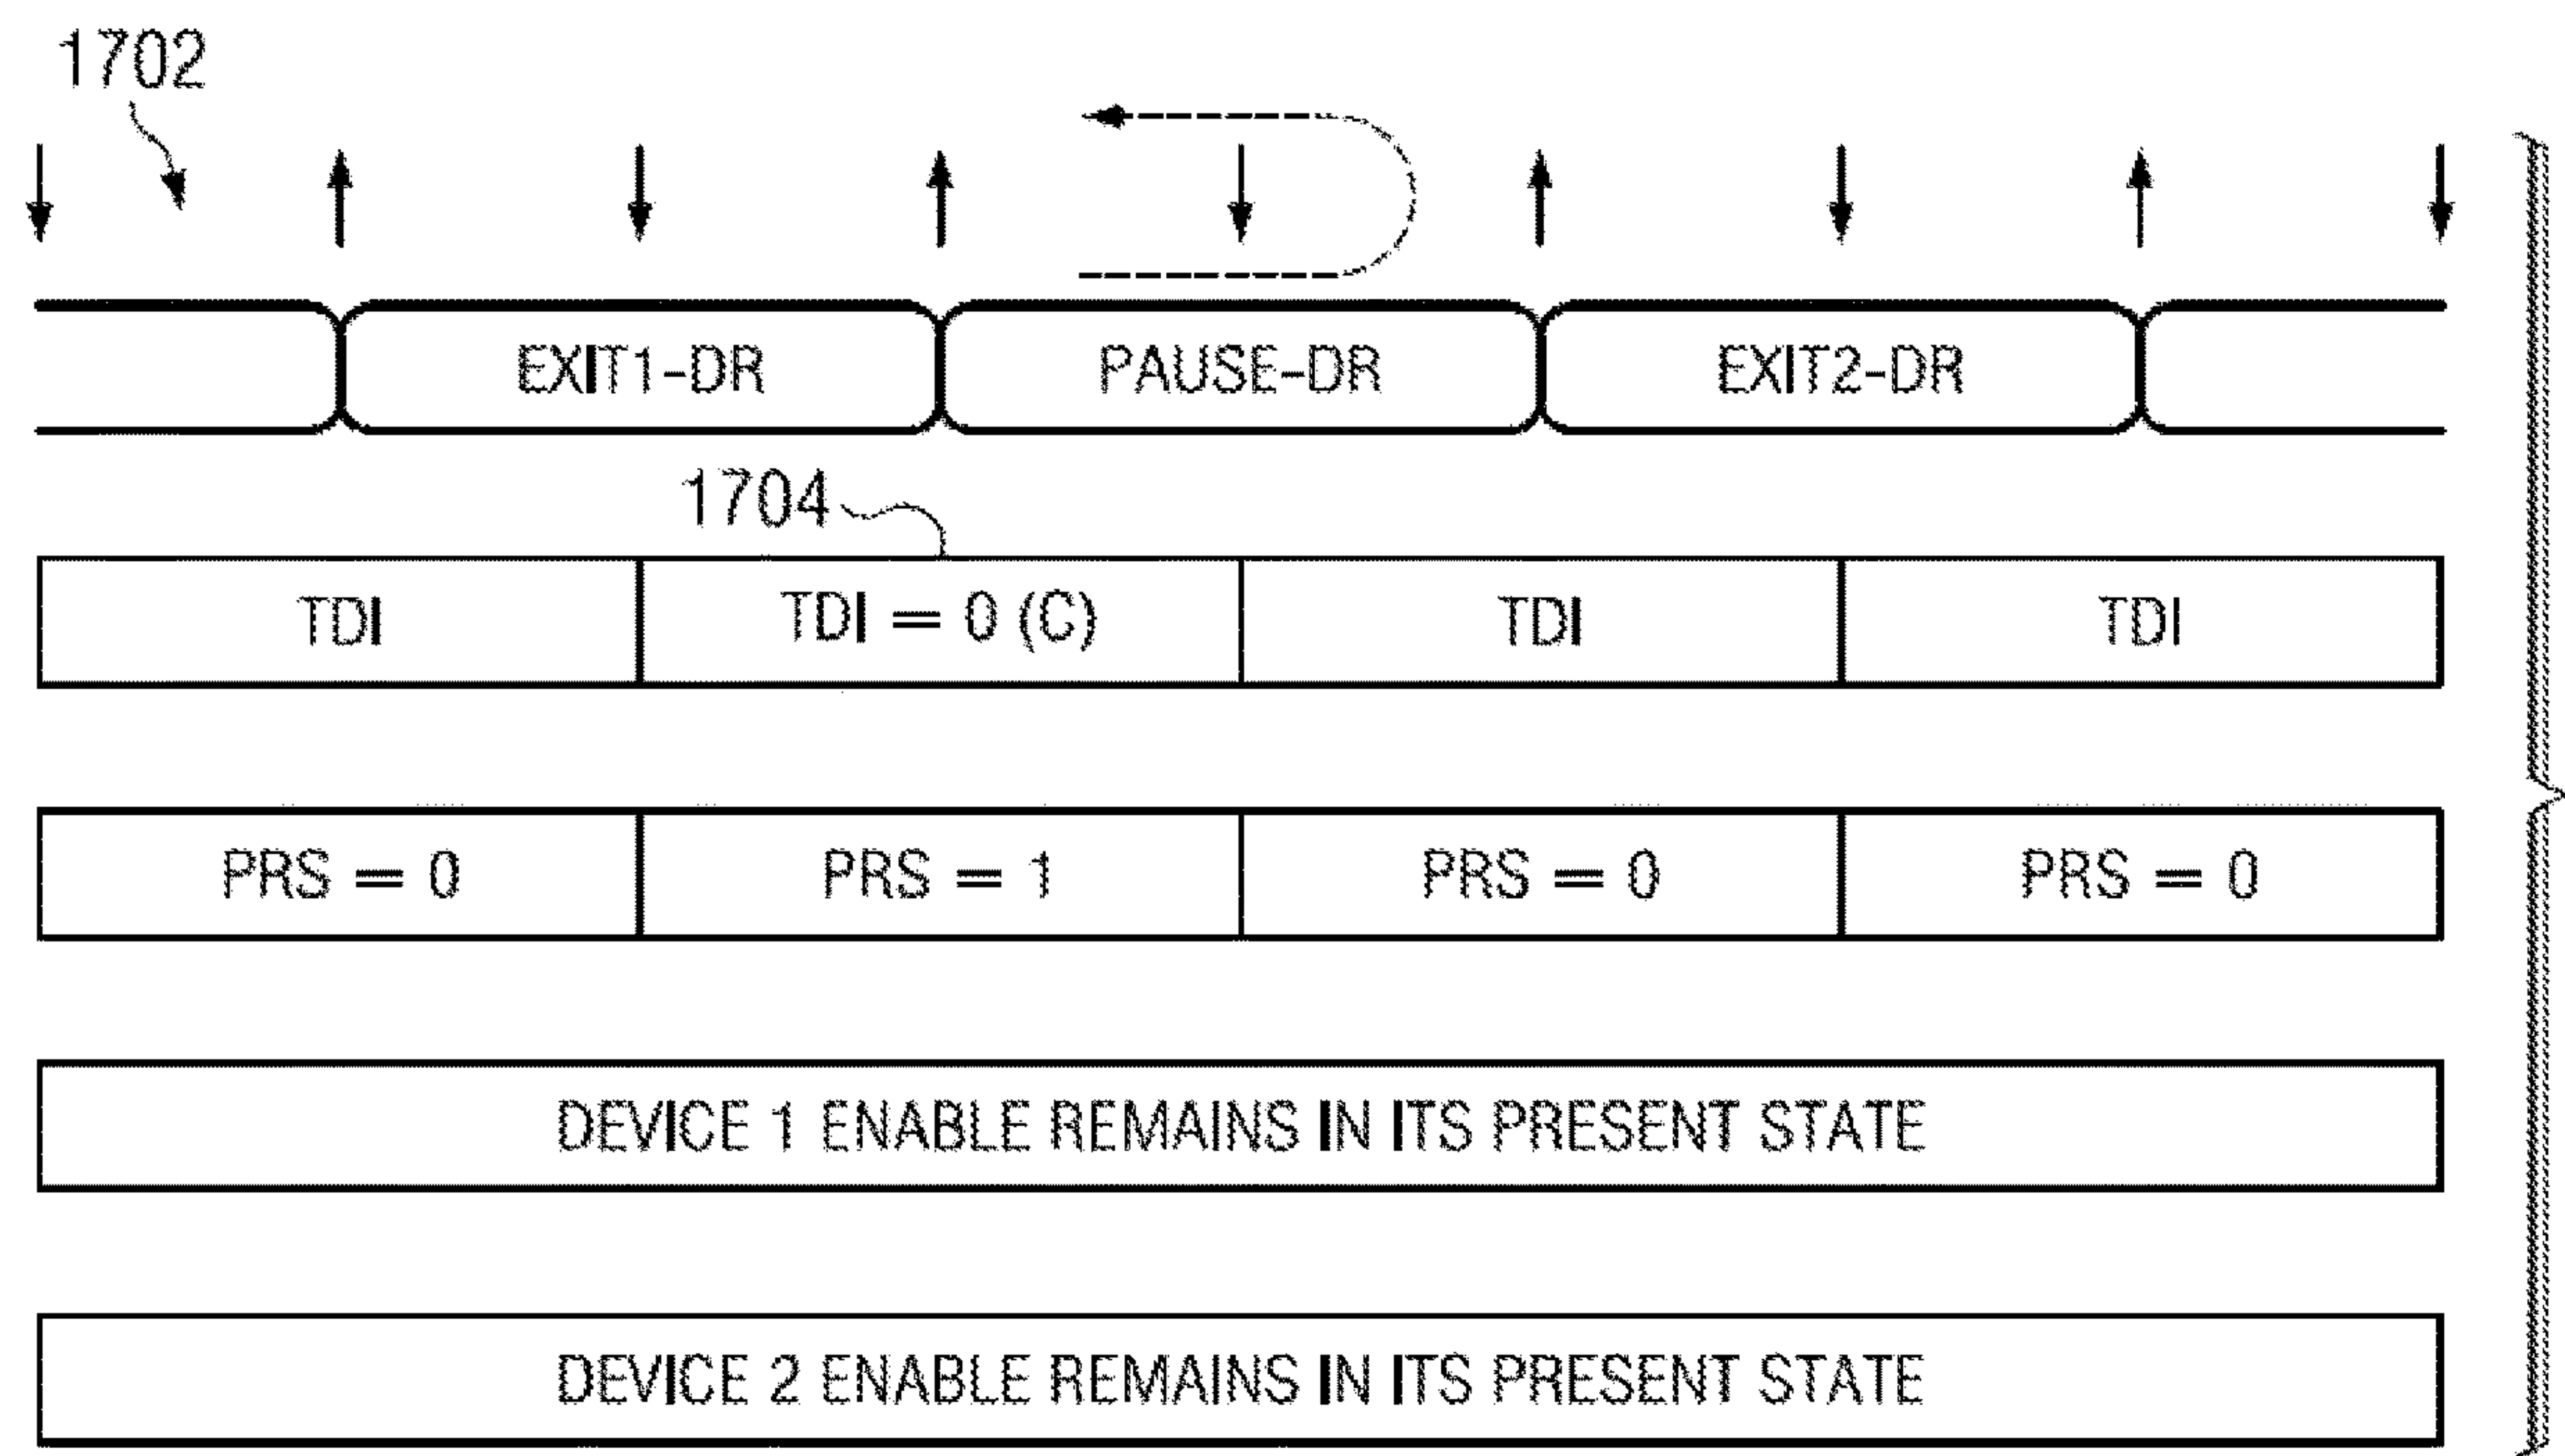 1702
EXIT1-DR PAUSE-DR EXIT2-DR
1704
TDI TDI = 0 (C) TDI TDI
PRS = 0 PRS = 1 PRS = 0 PRS = 0
DEVICE 1 ENABLE REMAINS IN ITS PRESENT STATE
DEVICE 2 ENABLE REMAINS IN ITS PRESENT STATE